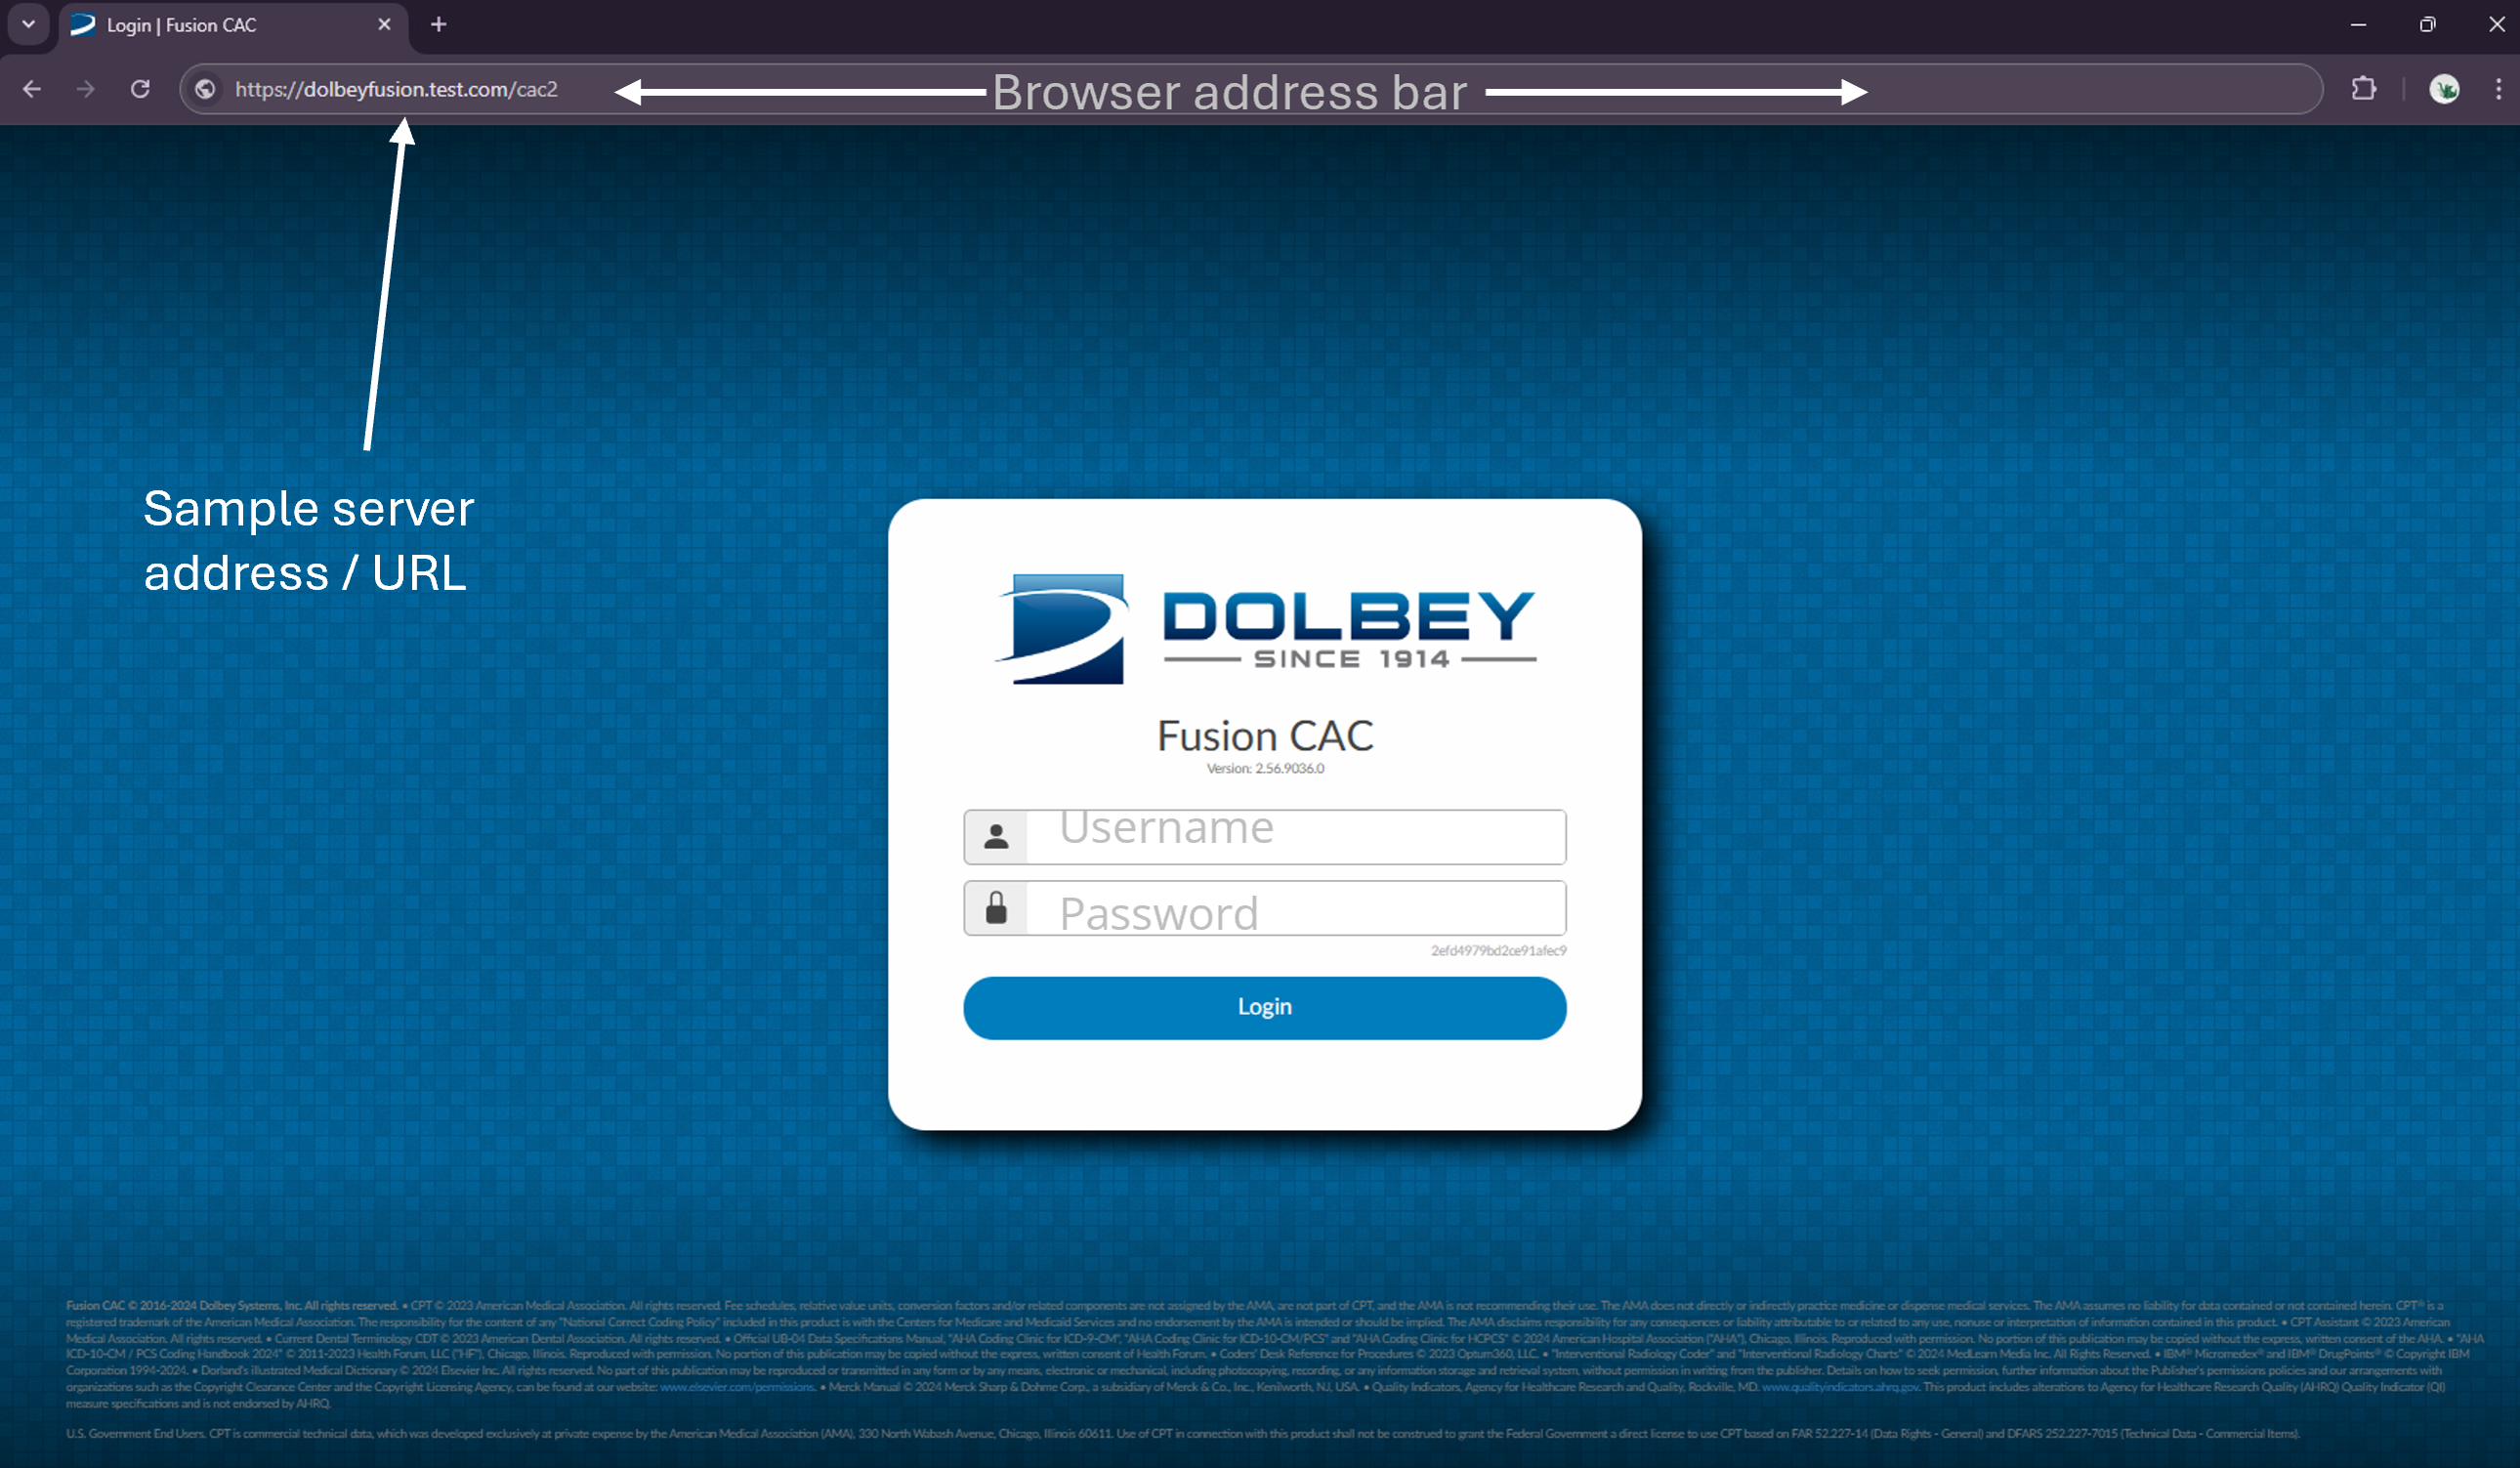 Login | Fusion CAC
https://dolbeyfusion.test.com/cac2
Browser address bar
Sample server
address / URL
DOLBEY
SINCE 1914
Fusion CAC
Version: 2.56.9036.0
Username
Password
2efd4979bd2ce91afec9
Login
Fusion CAC © 2016-2024 Dolbey Systems, Inc. All rights reserved. • CPT © 2023 American Medical Association. All rights reserved. Fee schedules, relative value units, conversion factors and/or related components are not assigned by the AMA, are not part of CPT, and the AMA is not recommending their use. The AMA does not directly or indirectly practice medicine or dispense medical services. The AMA assumes no liability for data contained or not contained herein. CPT® is a
registered trademark of the American Medical Association. The responsibility for the content of any "National Correct Coding Policy" included in this product is with the Centers for Medicare and Medicaid Services and no endorsement by the AMA is intended or should be implied. The AMA disclaims responsibility for any consequences or liability attributable to or related to any use, nonuse or interpretation of information contained in this product. • CPT Assistant © 2023 American
Medical Association. All rights reserved. • Current Dental Terminology CDT © 2023 American Dental Association. All rights reserved. • Official UB-04 Data Specifications Manual, "AHA Coding Clinic for ICD-9-CM", "AHA Coding Clinic for ICD-10-CM/PCS" and "AHA Coding Clinic for HCPCS" © 2024 American Hospital Association ("AHA"), Chicago, Illinois. Reproduced with permission. No portion of this publication may be copied without the express, written consent of the AHA. • "AHA
ICD-10-CM / PCS Coding Handbook 2024" © 2011-2023 Health Forum, LLC ("HF"), Chicago, Illinois. Reproduced with permission. No portion of this publication may be copied without the express, written consent of Health Forum. • Coders' Desk Reference for Procedures © 2023 Optum360, LLC. • "Interventional Radiology Coder" and "Interventional Radiology Charts" © 2024 MedLearn Media Inc. All Rights Reserved. • IBM® Micromedex® and IBM® DrugPoints® © Copyright IBM
Corporation 1994-2024. • Dorland's illustrated Medical Dictionary © 2024 Elsevier Inc. All rights reserved. No part of this publication may be reproduced or transmitted in any form or by any means, electronic or mechanical, including photocopying, recording, or any information storage and retrieval system, without permission in writing from the publisher. Details on how to seek permission, further information about the Publisher's permissions policies and our arrangements with
organizations such as the Copyright Clearance Center and the Copyright Licensing Agency, can be found at our website: www.elsevier.com/permissions. • Merck Manual © 2024 Merck Sharp & Dohme Corp., a subsidiary of Merck & Co., Inc., Kenilworth, NJ, USA. • Quality Indicators, Agency for Healthcare Research and Quality, Rockville, MD. www.qualityindicators.ahrq.gov. This product includes alterations to Agency for Healthcare Research Quality (AHRQ) Quality Indicator (QI)
measure specifications and is not endorsed by AHRQ.
U.S. Government End Users. CPT is commercial technical data, which was developed exclusively at private expense by the American Medical Association (AMA), 330 North Wabash Avenue, Chicago, Illinois 60611. Use of CPT in connection with this product shall not be construed to grant the Federal Government a direct license to use CPT based on FAR 52.227-14 (Data Rights - General) and DFARS 252.227-7015 (Technical Data - Commercial Items).